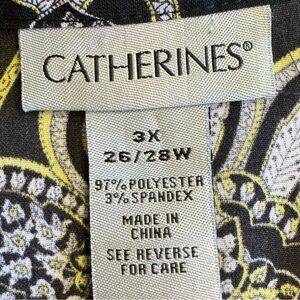 CATHERINES®
3X
26/28W
97% POLYESTER
3% SPANDEX
MADE IN
CHINA
SEE REVERSE
FOR CARE